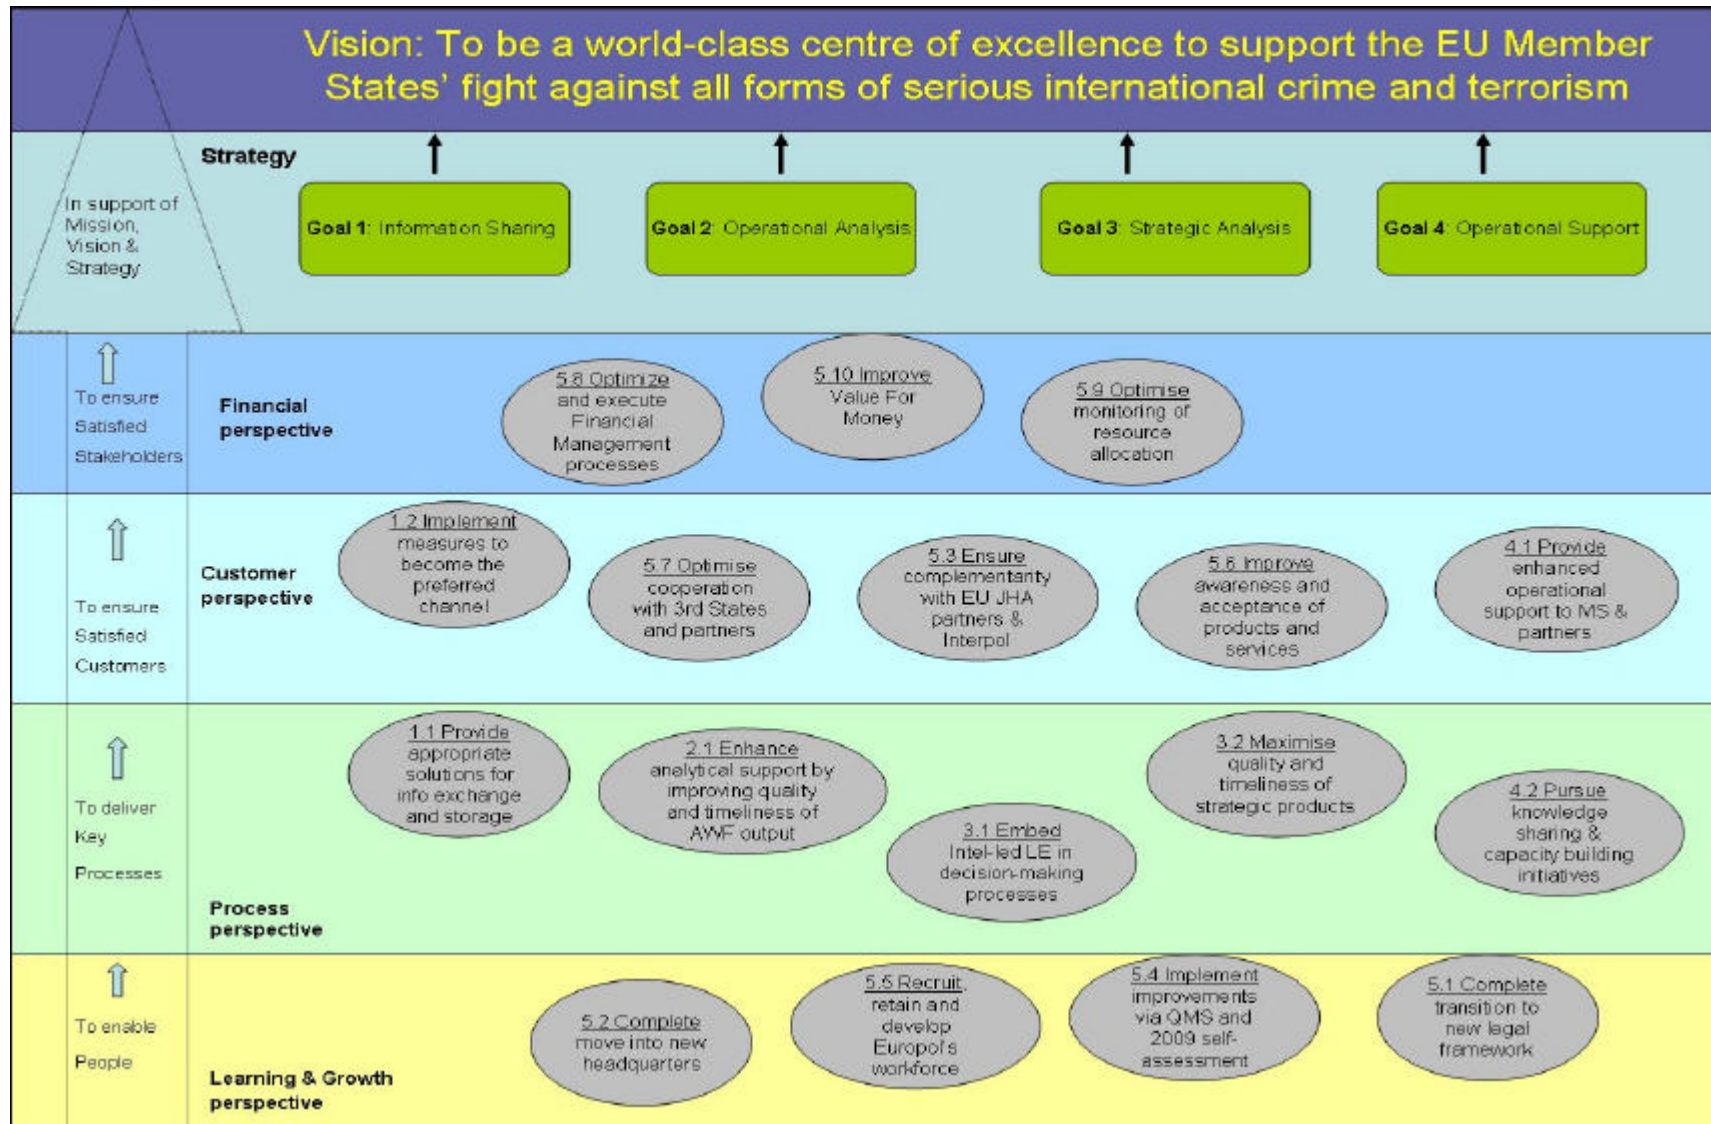 Vision: To be a world-class centre of excellence to support the EU Member
States' fight against all forms of serious international crime and terrorism
In support of
Mission,
Vision &
Strategy
Strategy
Goal 1: Information Sharing
Goal 2: Operational Analysis
Goal 3: Strategic Analysis
Goal 4: Operational Support
To ensure
Satisfied
Stakeholders
Financial
perspective
5.8 Optimize
and execute
Financial
Management
processes
5.10 Improve
Value For
Money
5.9 Optimise
monitoring of
resource
allocation
To ensure
Satisfied
Customers
Customer
perspective
1.2 Implement
measures to
become the
preferred
channel
5.7 Optimise
cooperation
with 3rd States
and partners
5.3 Ensure
complementarity
with EU JHA
partners &
Interpol
5.6 Improve
awareness and
acceptance of
products and
services
4.1 Provide
enhanced
operational
support to MS &
partners
To deliver
Key
Processes
Process
perspective
1.1 Provide
appropriate
solutions for
info exchange
and storage
2.1 Enhance
analytical support by
improving quality
and timeliness of
AWF output
3.1 Embed
Intel-led LE in
decision-making
processes
3.2 Maximise
quality and
timeliness of
strategic products
4.2 Pursue
knowledge
sharing &
capacity building
initiatives
To enable
People
Learning & Growth
perspective
5.2 Complete
move into new
headquarters
5.5 Recruit,
retain and
develop
Europol's
workforce
5.4 Implement
improvements
via QMS and
2009 self-
assessment
5.1 Complete
transition to
new legal
framework